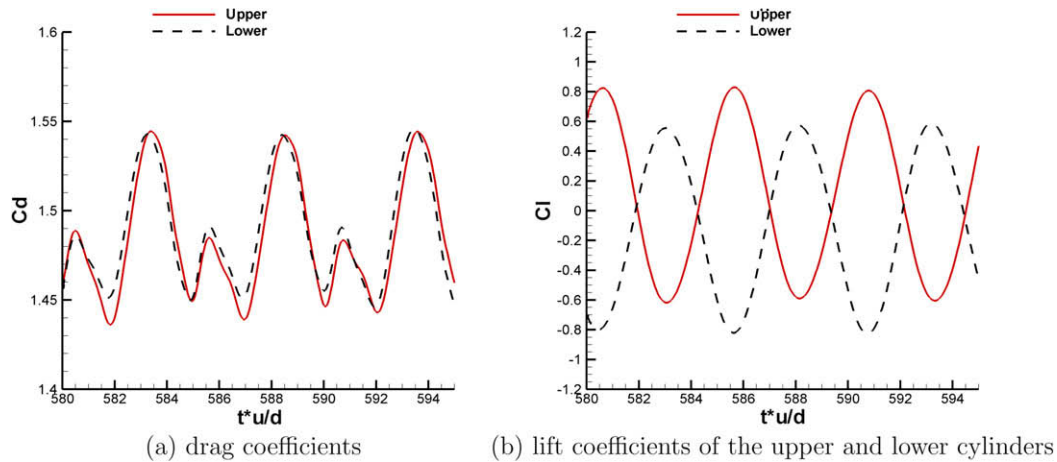 Upper
Lower
1.6
1.55
1.5
1.45
1.4
Cd
580 582 584 586 588 590 592 594
t*u/d
(a) drag coefficients
Upper
Lower
1.2
1
0.8
0.6
0.4
0.2
0
-0.2
-0.4
-0.6
-0.8
-1
-1.2
Cl
580 582 584 586 588 590 592 594
t*u/d
(b) lift coefficients of the upper and lower cylinders